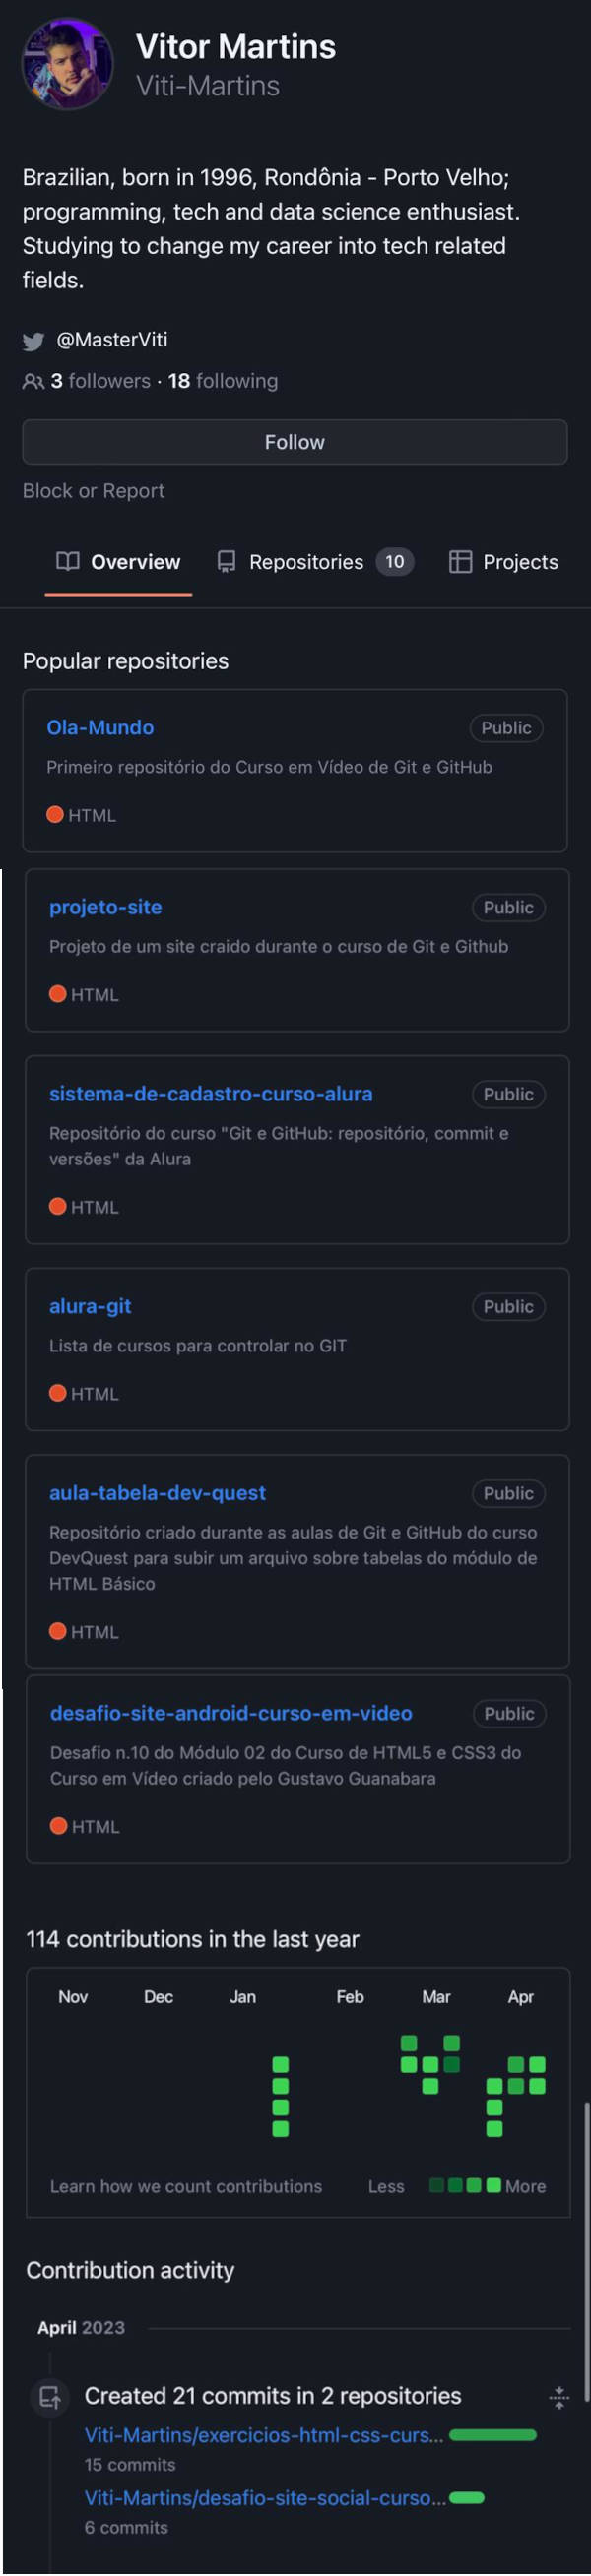 Vitor Martins
Viti-Martins
Brazilian, born in 1996, Rondônia - Porto Velho;
programming, tech and data science enthusiast.
Studying to change my career into tech related
fields.
@MasterViti
3 followers · 18 following
Follow
Block or Report
Overview Repositories 10 Projects
Popular repositories
Ola-Mundo Public
Primeiro repositório do Curso em Vídeo de Git e GitHub
HTML
projeto-site Public
Projeto de um site craido durante o curso de Git e Github
HTML
sistema-de-cadastro-curso-alura Public
Repositório do curso "Git e GitHub: repositório, commit e
versões" da Alura
HTML
alura-git Public
Lista de cursos para controlar no GIT
HTML
aula-tabela-dev-quest Public
Repositório criado durante as aulas de Git e GitHub do curso
DevQuest para subir um arquivo sobre tabelas do módulo de
HTML Básico
HTML
desafio-site-android-curso-em-video Public
Desafio n.10 do Módulo 02 do Curso de HTML5 e CSS3 do
Curso em Vídeo criado pelo Gustavo Guanabara
HTML
114 contributions in the last year
Nov Dec Jan Feb Mar Apr
Learn how we count contributions Less More
Contribution activity
April 2023
Created 21 commits in 2 repositories
Viti-Martins/exercicios-html-css-curs...
15 commits
Viti-Martins/desafio-site-social-curso...
6 commits